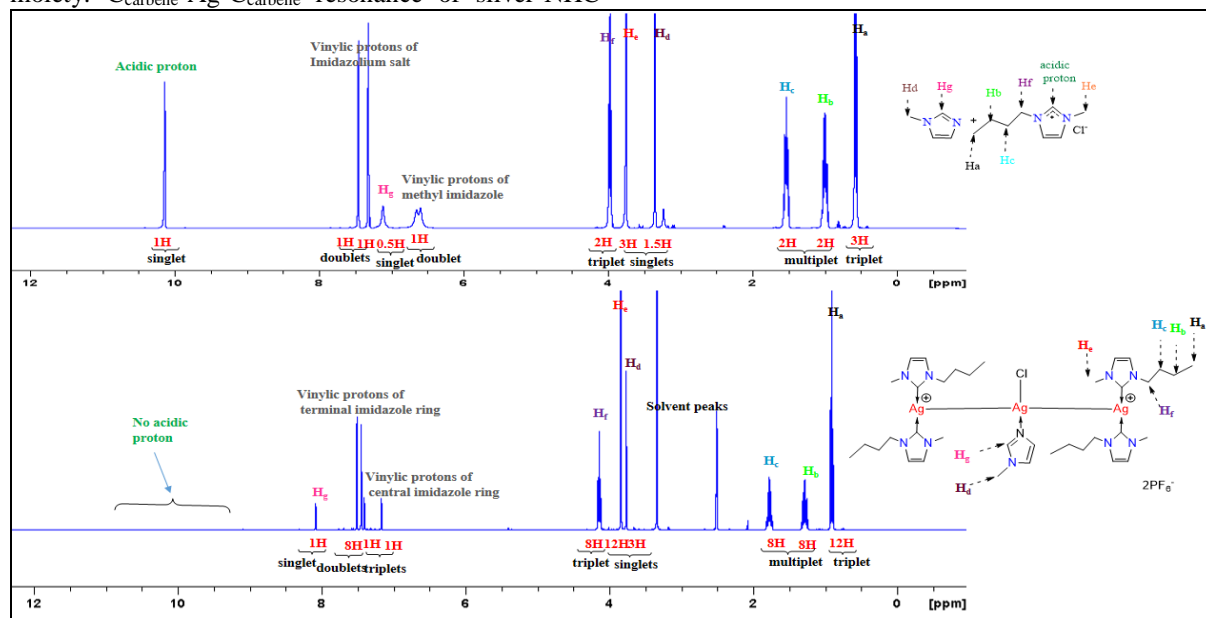 moiety. Ccarbene-Ag-Ccarbene resonance of silver-NHC
Acidic proton
Vinylic protons of
Imidazolium salt
Hg
Vinylic protons of
methyl imidazole
Hf
He
Hd
Hc
Hb
Ha
Hd
Hg
Hb
Hf
acidic
proton
He
N
N
+
N
N
Cl-
Ha
Hc
1H
1H
1H
0.5H
1H
2H
3H
1.5H
2H
2H
3H
singlet
doublets
singlet
doublet
triplet
singlets
multiplet
triplet
12
10
8
6
4
2
0
[ppm]
No acidic
proton
Hg
Vinylic protons of
terminal imidazole ring
Vinylic protons of
central imidazole ring
Hf
He
Hd
Solvent peaks
Hc
Hb
Ha
Hc
Hb
Ha
He
N
N
Cl
N
N
Ag
+
Ag
Ag
+
Hf
N
N
N
N
N
N
Hg
Hd
2PF6-
1H
8H
1H
1H
8H
12H
3H
8H
8H
12H
singlet
doublets
triplets
triplet
singlets
multiplet
triplet
12
10
8
6
4
2
0
[ppm]